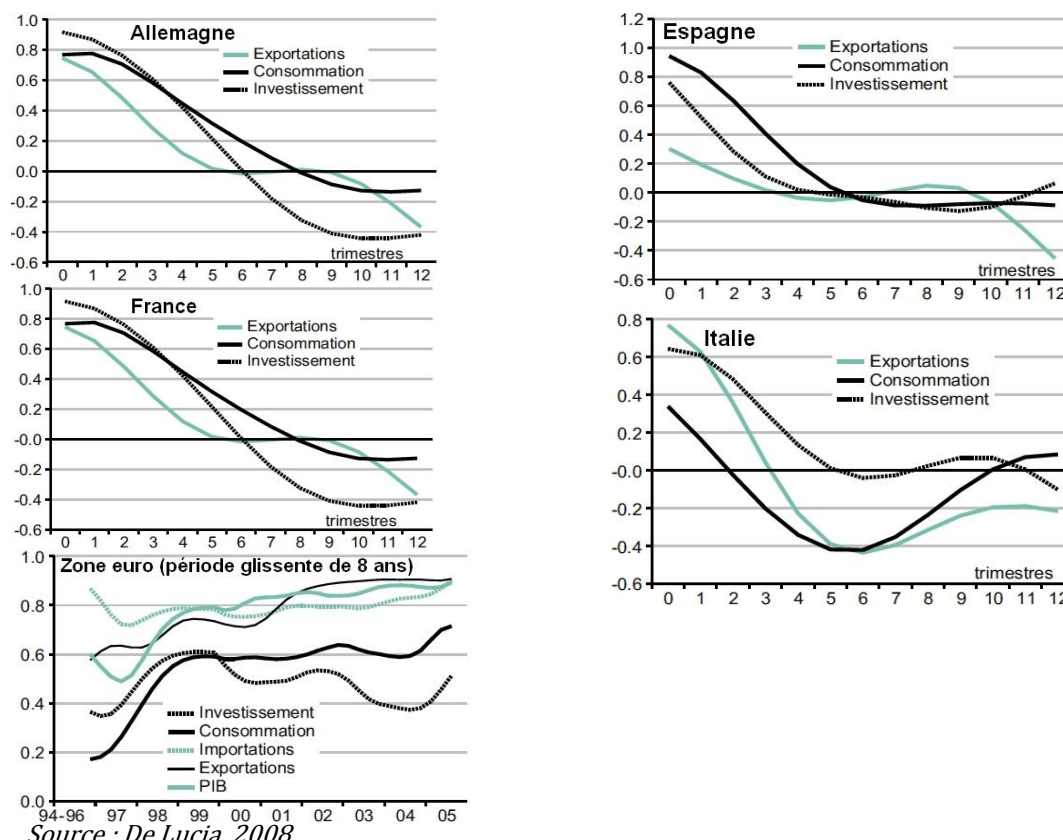 Allemagne
Exportations
Consommation
Investissement
1.0
0.8
0.6
0.4
0.2
0.0
-0.2
-0.4
-0.6
trimestres
0 1 2 3 4 5 6 7 8 9 10 11 12
Espagne
Exportations
Consommation
Investissement
1.2
1.0
0.8
0.6
0.4
0.2
0.0
-0.2
-0.4
-0.6
trimestres
0 1 2 3 4 5 6 7 8 9 10 11 12
France
Exportations
Consommation
Investissement
1.0
0.8
0.6
0.4
0.2
-0.0
-0.2
-0.4
-0.6
trimestres
0 1 2 3 4 5 6 7 8 9 10 11 12
Italie
Exportations
Consommation
Investissement
0.8
0.6
0.4
0.2
-0.0
-0.2
-0.4
-0.6
trimestres
0 1 2 3 4 5 6 7 8 9 10 11 12
Zone euro (période glissente de 8 ans)
1.0
0.8
0.6
0.4
0.2
0.0
Investissement
Consommation
Importations
Exportations
PIB
94-96 97 98 99 00 01 02 03 04 05
Source : De Lucia, 2008